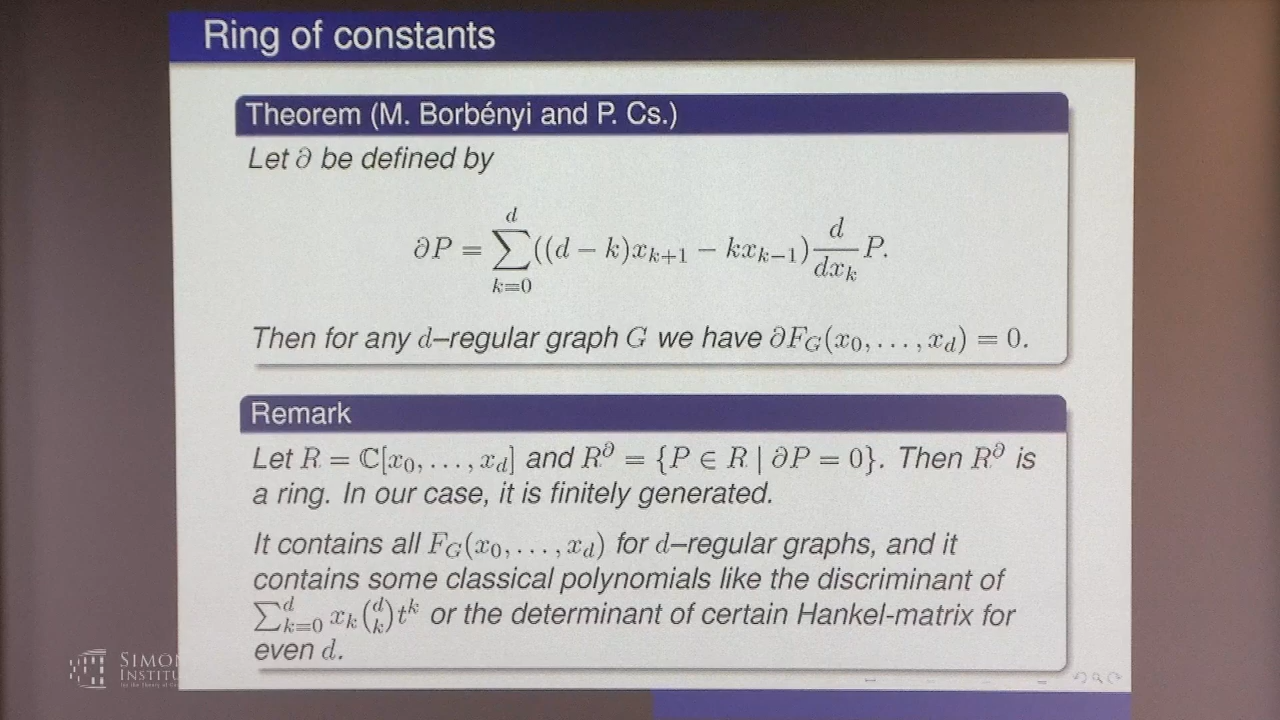 Ring of constants
Theorem (M. Borbényi and P. Cs.)
Let ∂ be defined by
∂P = \sum_{k=0}^{d} ((d − k)x_{k+1} − kx_{k−1}) \frac{d}{dx_k} P.
Then for any d–regular graph G we have ∂F_G(x_0, . . . , x_d) = 0.
Remark
Let R = ℂ[x_0, . . . , x_d] and R^∂ = {P ∈ R | ∂P = 0}. Then R^∂ is
a ring. In our case, it is finitely generated.
It contains all F_G(x_0, . . . , x_d) for d–regular graphs, and it
contains some classical polynomials like the discriminant of
\sum_{k=0}^{d} x_k \binom{d}{k} t^k or the determinant of certain Hankel-matrix for
even d.
SIMON
INSTITU